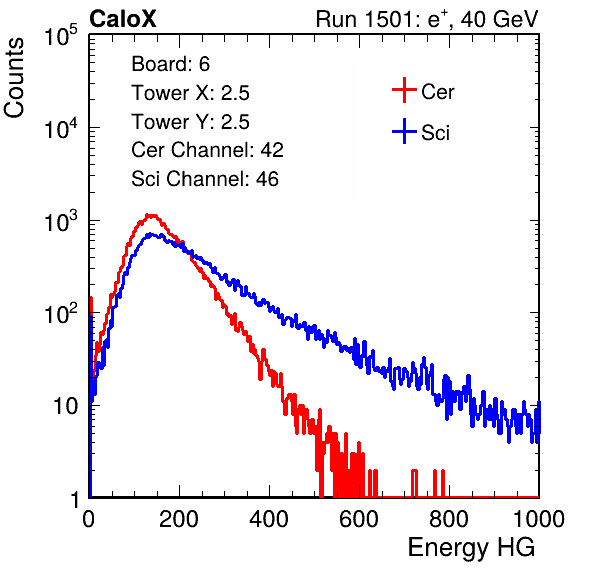 CaloX Run 1501: e⁺, 40 GeV
Counts
10⁵
10⁴
10³
10²
10
1
Board: 6
Tower X: 2.5
Tower Y: 2.5
Cer Channel: 42
Sci Channel: 46
Cer
Sci
0 200 400 600 800 1000
Energy HG